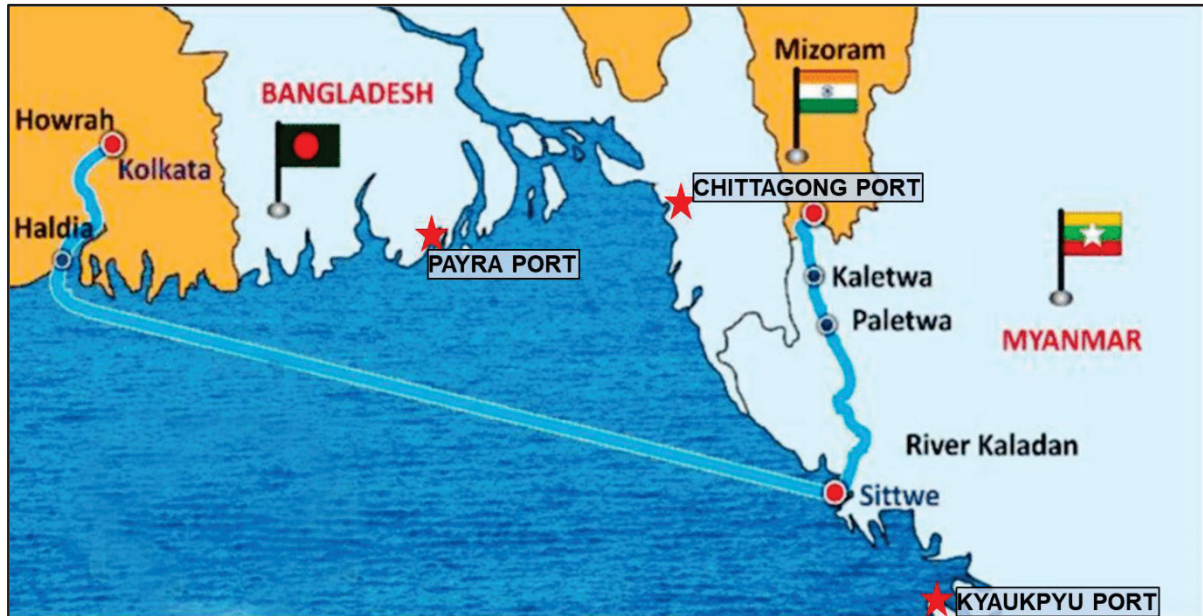 Mizoram
BANGLADESH
Howrah
Kolkata
CHITTAGONG PORT
Haldia
PAYRA PORT
Kaletwa
Paletwa
MYANMAR
River Kaladan
Sittwe
KYAUKPYU PORT